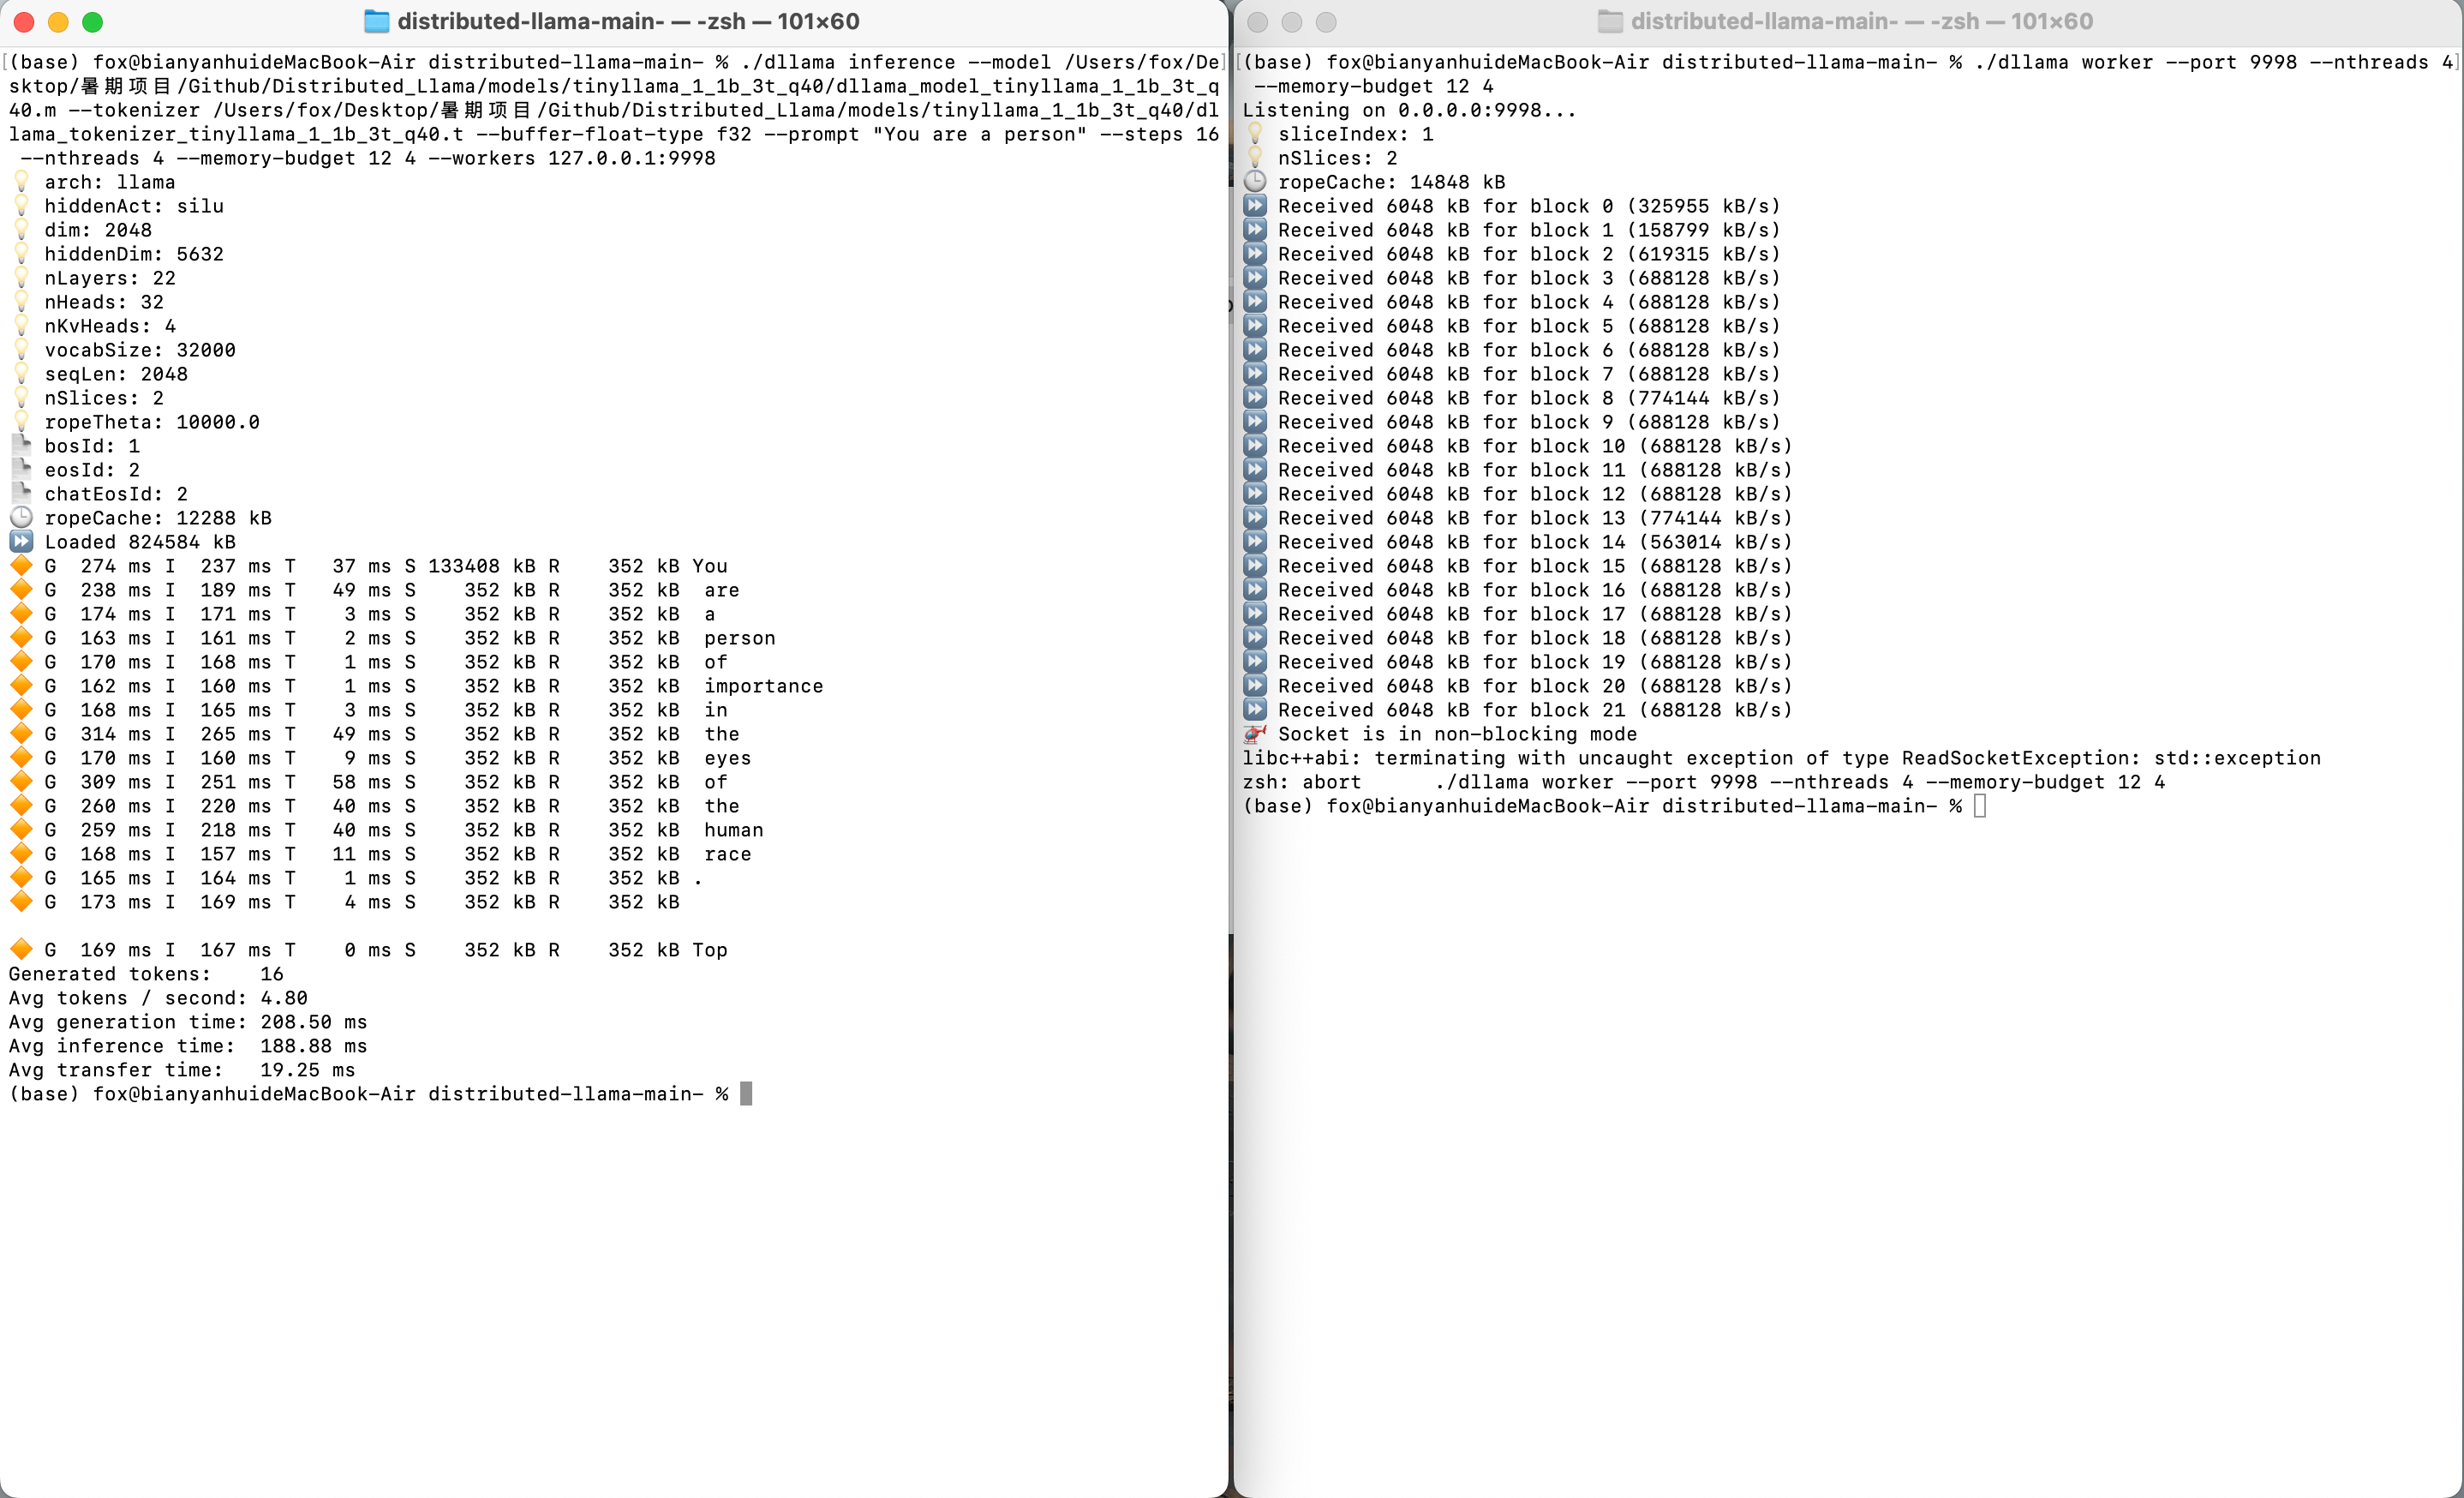 distributed-llama-main- — -zsh — 101×60
(base) fox@bianyanhuideMacBook-Air distributed-llama-main- % ./dllama inference --model /Users/fox/De
sktop/暑期项目/Github/Distributed_Llama/models/tinyllama_1_1b_3t_q40/dllama_model_tinyllama_1_1b_3t_q
40.m --tokenizer /Users/fox/Desktop/暑期项目/Github/Distributed_Llama/models/tinyllama_1_1b_3t_q40/dl
lama_tokenizer_tinyllama_1_1b_3t_q40.t --buffer-float-type f32 --prompt "You are a person" --steps 16
--nthreads 4 --memory-budget 12 4 --workers 127.0.0.1:9998
💡 arch: llama
💡 hiddenAct: silu
💡 dim: 2048
💡 hiddenDim: 5632
💡 nLayers: 22
💡 nHeads: 32
💡 nKvHeads: 4
💡 vocabSize: 32000
💡 seqLen: 2048
💡 nSlices: 2
💡 ropeTheta: 10000.0
📄 bosId: 1
📄 eosId: 2
📄 chatEosId: 2
🕒 ropeCache: 12288 kB
⏩ Loaded 824584 kB
🔶 G 274 ms I 237 ms T 37 ms S 133408 kB R 352 kB You
🔶 G 238 ms I 189 ms T 49 ms S 352 kB R 352 kB are
🔶 G 174 ms I 171 ms T 3 ms S 352 kB R 352 kB a
🔶 G 163 ms I 161 ms T 2 ms S 352 kB R 352 kB person
🔶 G 170 ms I 168 ms T 1 ms S 352 kB R 352 kB of
🔶 G 162 ms I 160 ms T 1 ms S 352 kB R 352 kB importance
🔶 G 168 ms I 165 ms T 3 ms S 352 kB R 352 kB in
🔶 G 314 ms I 265 ms T 49 ms S 352 kB R 352 kB the
🔶 G 170 ms I 160 ms T 9 ms S 352 kB R 352 kB eyes
🔶 G 309 ms I 251 ms T 58 ms S 352 kB R 352 kB of
🔶 G 260 ms I 220 ms T 40 ms S 352 kB R 352 kB the
🔶 G 259 ms I 218 ms T 40 ms S 352 kB R 352 kB human
🔶 G 168 ms I 157 ms T 11 ms S 352 kB R 352 kB race
🔶 G 165 ms I 164 ms T 1 ms S 352 kB R 352 kB .
🔶 G 173 ms I 169 ms T 4 ms S 352 kB R 352 kB
🔶 G 169 ms I 167 ms T 0 ms S 352 kB R 352 kB Top
Generated tokens: 16
Avg tokens / second: 4.80
Avg generation time: 208.50 ms
Avg inference time: 188.88 ms
Avg transfer time: 19.25 ms
(base) fox@bianyanhuideMacBook-Air distributed-llama-main- %
distributed-llama-main- — -zsh — 101×60
(base) fox@bianyanhuideMacBook-Air distributed-llama-main- % ./dllama worker --port 9998 --nthreads 4
--memory-budget 12 4
Listening on 0.0.0.0:9998...
💡 sliceIndex: 1
💡 nSlices: 2
🕒 ropeCache: 14848 kB
⏩ Received 6048 kB for block 0 (325955 kB/s)
⏩ Received 6048 kB for block 1 (158799 kB/s)
⏩ Received 6048 kB for block 2 (619315 kB/s)
⏩ Received 6048 kB for block 3 (688128 kB/s)
⏩ Received 6048 kB for block 4 (688128 kB/s)
⏩ Received 6048 kB for block 5 (688128 kB/s)
⏩ Received 6048 kB for block 6 (688128 kB/s)
⏩ Received 6048 kB for block 7 (688128 kB/s)
⏩ Received 6048 kB for block 8 (774144 kB/s)
⏩ Received 6048 kB for block 9 (688128 kB/s)
⏩ Received 6048 kB for block 10 (688128 kB/s)
⏩ Received 6048 kB for block 11 (688128 kB/s)
⏩ Received 6048 kB for block 12 (688128 kB/s)
⏩ Received 6048 kB for block 13 (774144 kB/s)
⏩ Received 6048 kB for block 14 (563014 kB/s)
⏩ Received 6048 kB for block 15 (688128 kB/s)
⏩ Received 6048 kB for block 16 (688128 kB/s)
⏩ Received 6048 kB for block 17 (688128 kB/s)
⏩ Received 6048 kB for block 18 (688128 kB/s)
⏩ Received 6048 kB for block 19 (688128 kB/s)
⏩ Received 6048 kB for block 20 (688128 kB/s)
⏩ Received 6048 kB for block 21 (688128 kB/s)
🚁 Socket is in non-blocking mode
libc++abi: terminating with uncaught exception of type ReadSocketException: std::exception
zsh: abort ./dllama worker --port 9998 --nthreads 4 --memory-budget 12 4
(base) fox@bianyanhuideMacBook-Air distributed-llama-main- %